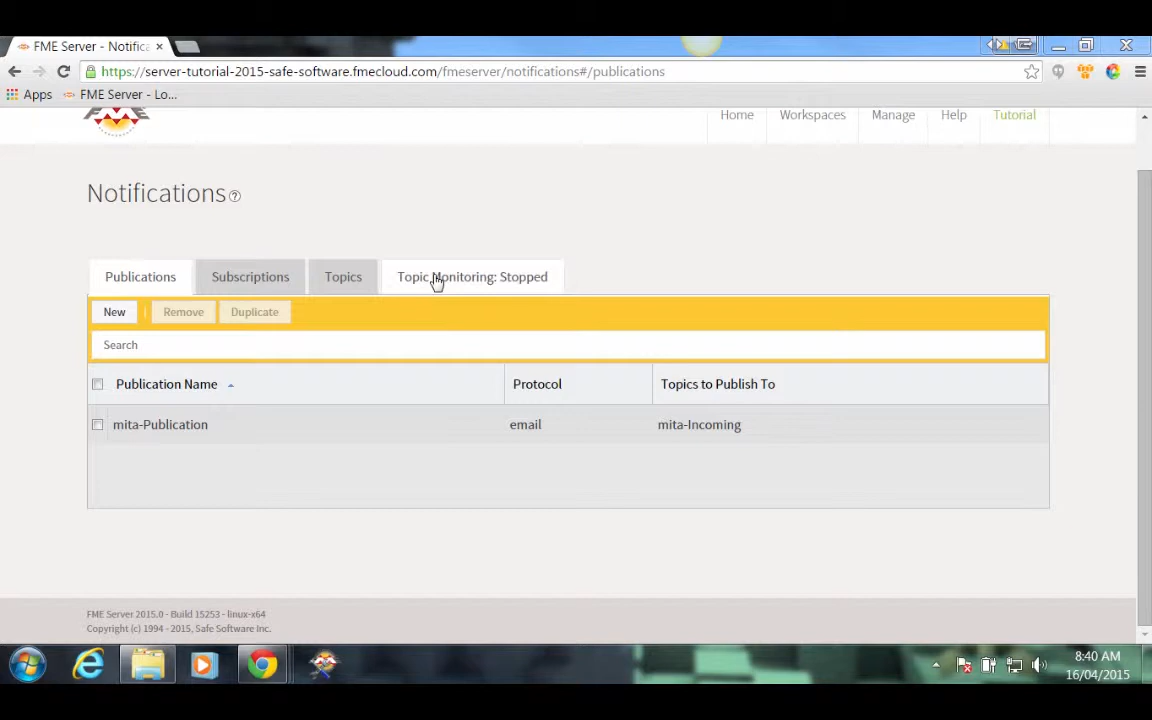 FME Server - Notifica
https://server-tutorial-2015-safe-software.fmecloud.com/fmeserver/notifications#/publications
Apps
FME Server - Lo...
FME
Home
Workspaces
Manage
Help
Tutorial
Notifications
Publications
Subscriptions
Topics
Topic Monitoring: Stopped
New
Remove
Duplicate
Search
Publication Name
Protocol
Topics to Publish To
mita-Publication
email
mita-Incoming
FME Server 2015.0 - Build 15253 - linux-x64
Copyright (c) 1994 - 2015, Safe Software Inc.
8:40 AM
16/04/2015